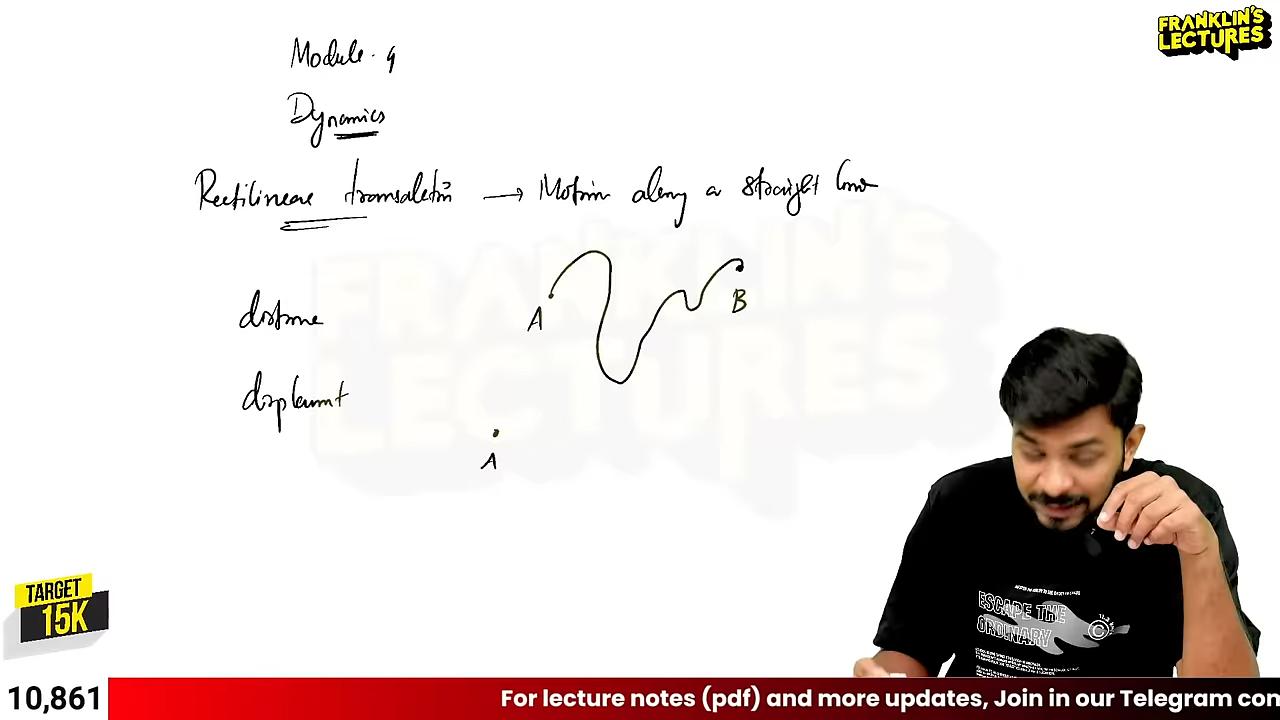 FRANKLIN'S
LECTURES
Module. 4
Dynamics
Rectilinear translation → Motion along a straight line
distance
A
B
displacement
A
ESCAPE THE
ORDINARY
TARGET
15K
10,861
For lecture notes (pdf) and more updates, Join in our Telegram con